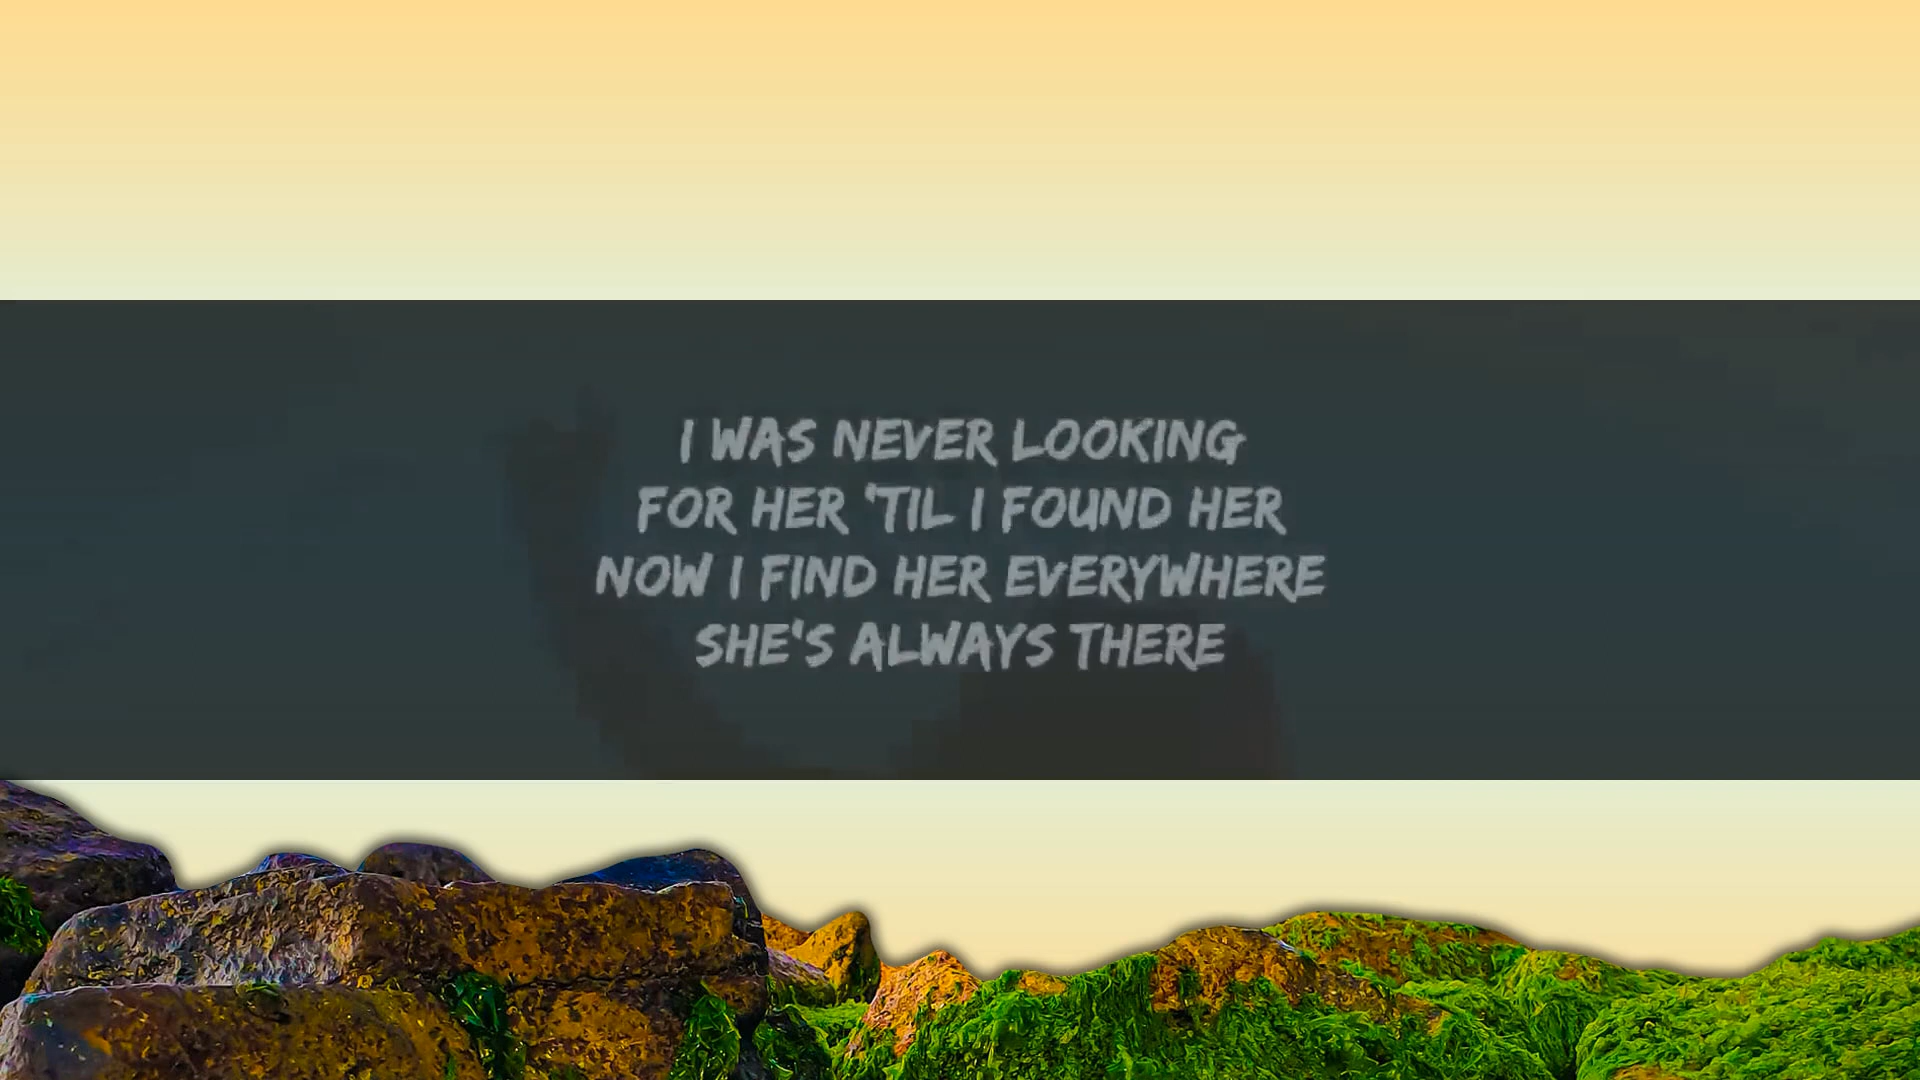 I WAS NEVER LOOKING
FOR HER 'TIL I FOUND HER
NOW I FIND HER EVERYWHERE
SHE'S ALWAYS THERE